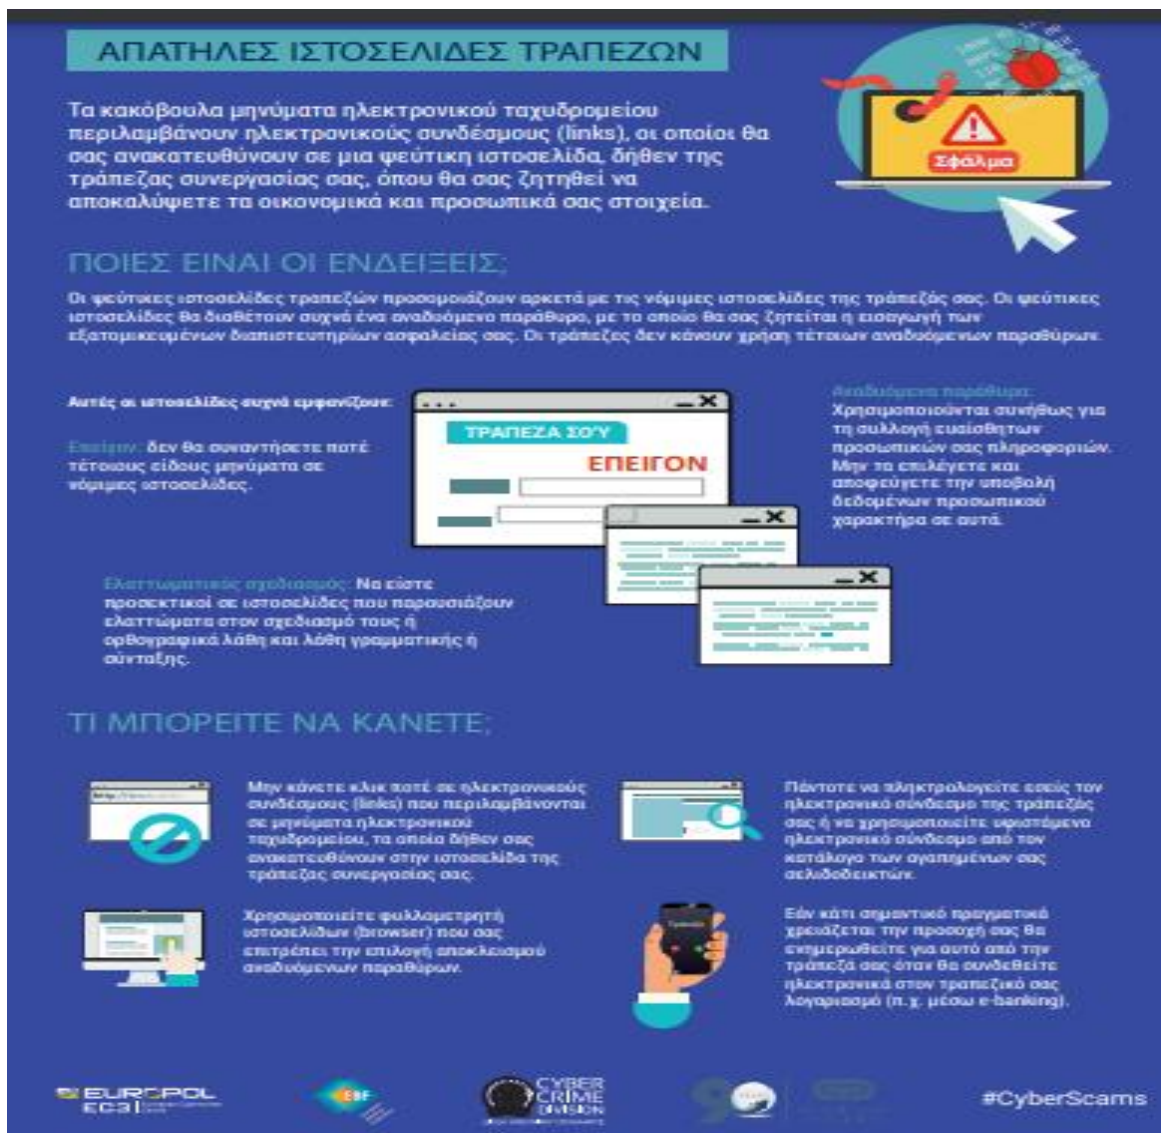 ΑΠΑΤΗΛΕΣ ΙΣΤΟΣΕΛΙΔΕΣ ΤΡΑΠΕΖΩΝ
Τα κακόβουλα μηνύματα ηλεκτρονικού ταχυδρομείου
περιλαμβάνουν ηλεκτρονικούς συνδέσμους (links), οι οποίοι θα
σας ανακατευθύνουν σε μια ψεύτικη ιστοσελίδα, δήθεν της
τράπεζας συνεργασίας σας, όπου θα σας ζητηθεί να
αποκαλύψετε τα οικονομικά και προσωπικά σας στοιχεία.
Σφάλμα
ΠΟΙΕΣ ΕΙΝΑΙ ΟΙ ΕΝΔΕΙΞΕΙΣ;
Οι ψεύτικες ιστοσελίδες τραπεζών προσομοιάζουν αρκετά με τις νόμιμες ιστοσελίδες της τράπεζάς σας. Οι ψεύτικες
ιστοσελίδες θα διαθέτουν συχνά ένα αναδυόμενο παράθυρο, με το οποίο θα σας ζητείται η εισαγωγή των
εξατομικευμένων διαπιστευτηρίων ασφαλείας σας. Οι τράπεζες δεν κάνουν χρήση τέτοιων αναδυόμενων παραθύρων.
Αυτές οι ιστοσελίδες συχνά εμφανίζουν:
Επείγον: δεν θα συναντήσετε ποτέ
τέτοιους είδους μηνύματα σε
νόμιμες ιστοσελίδες.
ΤΡΑΠΕΖΑ ΣΟΎ
ΕΠΕΙΓΟΝ
Αναδυόμενα παράθυρα:
Χρησιμοποιούνται συνήθως για
τη συλλογή ευαίσθητων
προσωπικών σας πληροφοριών.
Μην τα επιλέγετε και
αποφεύγετε την υποβολή
δεδομένων προσωπικού
χαρακτήρα σε αυτά.
Ελαττωματικός σχεδιασμός: Να είστε
προσεκτικοί σε ιστοσελίδες που παρουσιάζουν
ελαττώματα στον σχεδιασμό τους ή
ορθογραφικά λάθη και λάθη γραμματικής ή
σύνταξης.
ΤΙ ΜΠΟΡΕΙΤΕ ΝΑ ΚΑΝΕΤΕ;
Μην κάνετε κλικ ποτέ σε ηλεκτρονικούς
συνδέσμους (links) που περιλαμβάνονται
σε μηνύματα ηλεκτρονικού
ταχυδρομείου, τα οποία δήθεν σας
ανακατευθύνουν στην ιστοσελίδα της
τράπεζας συνεργασίας σας.
Πάντοτε να πληκτρολογείτε εσείς τον
ηλεκτρονικό σύνδεσμο της τράπεζάς
σας ή να χρησιμοποιείτε υφιστάμενο
ηλεκτρονικό σύνδεσμο από τον
κατάλογο των αγαπημένων σας
σελιδοδεικτών.
Χρησιμοποιείτε φυλλομετρητή
ιστοσελίδων (browser) που σας
επιτρέπει την επιλογή αποκλεισμού
αναδυόμενων παραθύρων.
Εάν κάτι σημαντικό πραγματικά
χρειάζεται την προσοχή σας θα
ενημερωθείτε για αυτό από την
τράπεζά σας όταν θα συνδεθείτε
ηλεκτρονικά στον τραπεζικό σας
λογαριασμό (π.χ. μέσω e-banking).
EUROPOL
EC3
EBF
CYBER
CRIME
DIVISION
#CyberScams